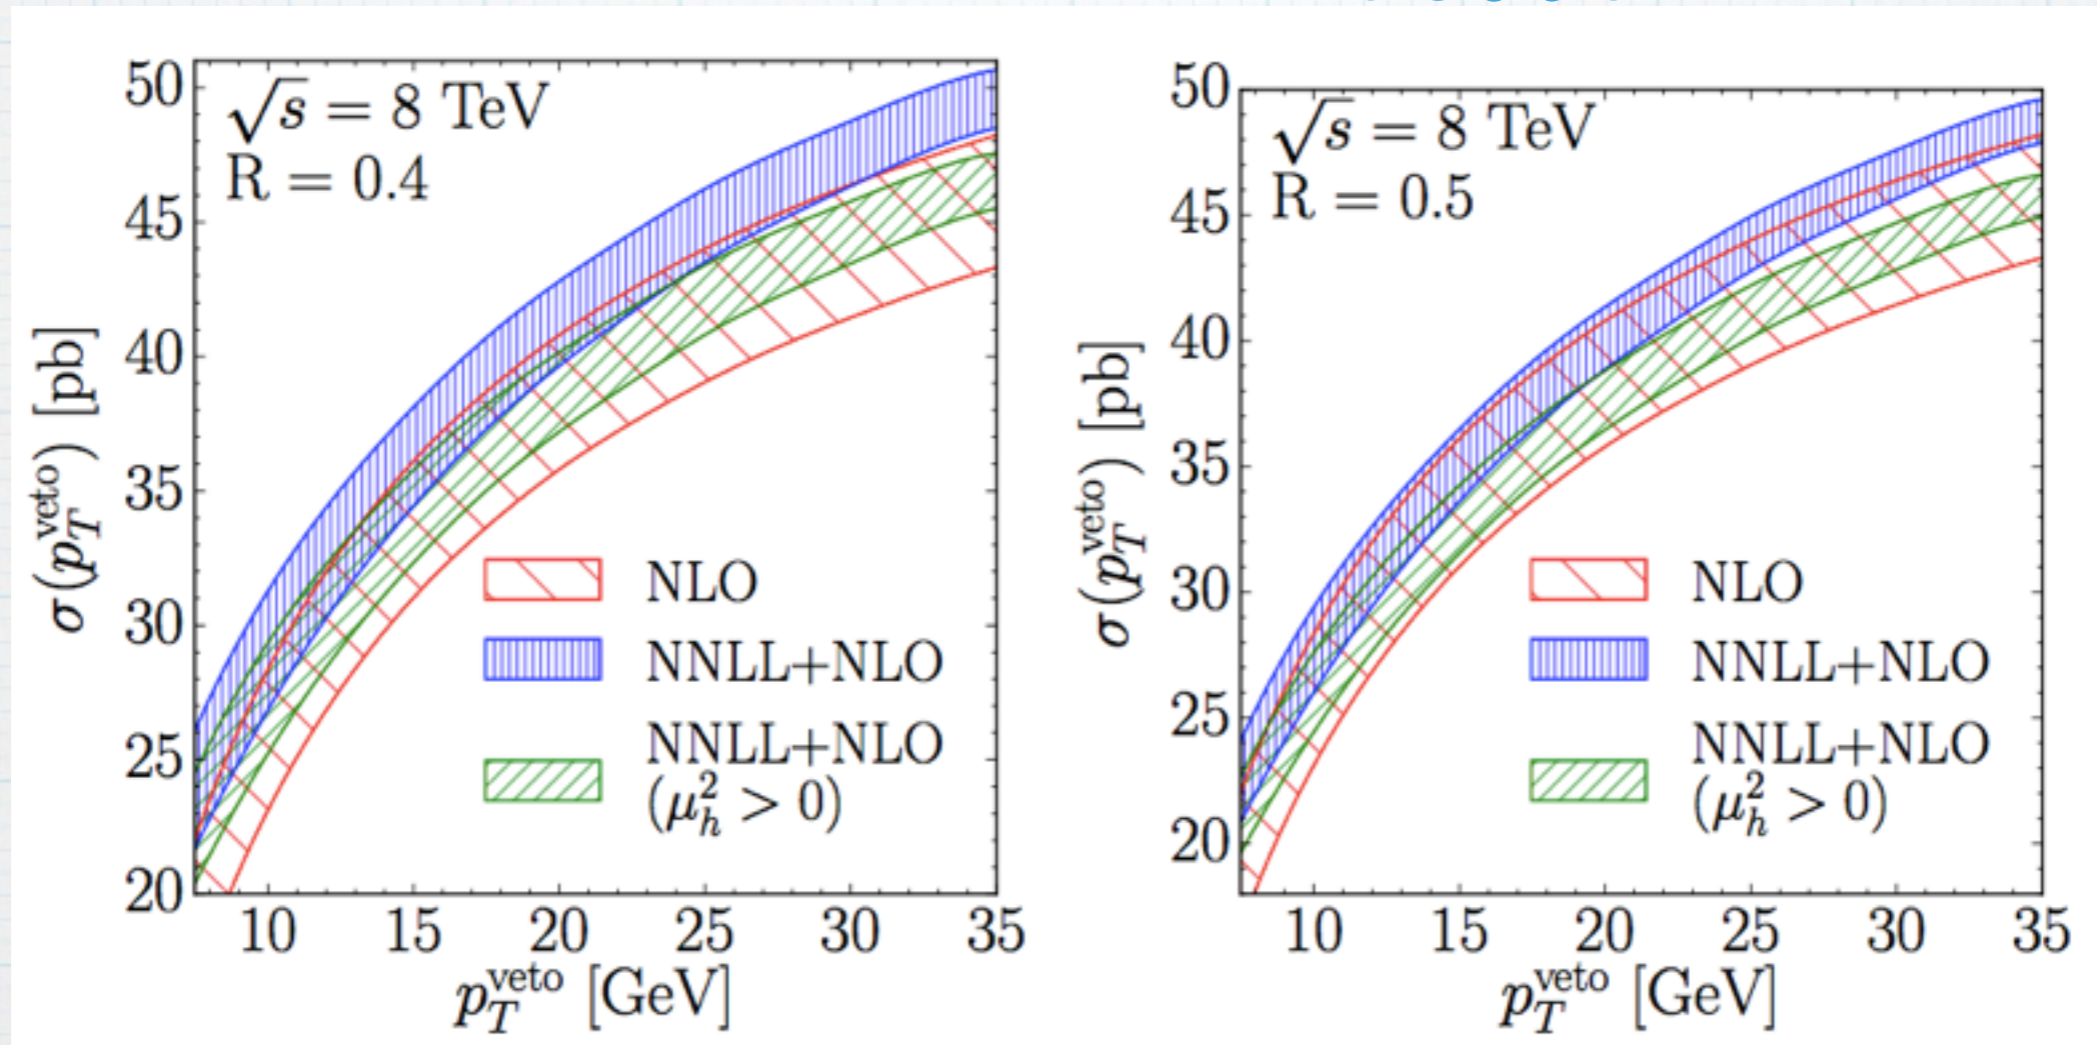 √s = 8 TeV
R = 0.4
σ(p_T^veto) [pb]
50
45
40
35
30
25
20
NLO
NNLL+NLO
NNLL+NLO
(μ_h^2 > 0)
10 15 20 25 30 35
p_T^veto [GeV]
√s = 8 TeV
R = 0.5
σ(p_T^veto) [pb]
50
45
40
35
30
25
20
NLO
NNLL+NLO
NNLL+NLO
(μ_h^2 > 0)
10 15 20 25 30 35
p_T^veto [GeV]